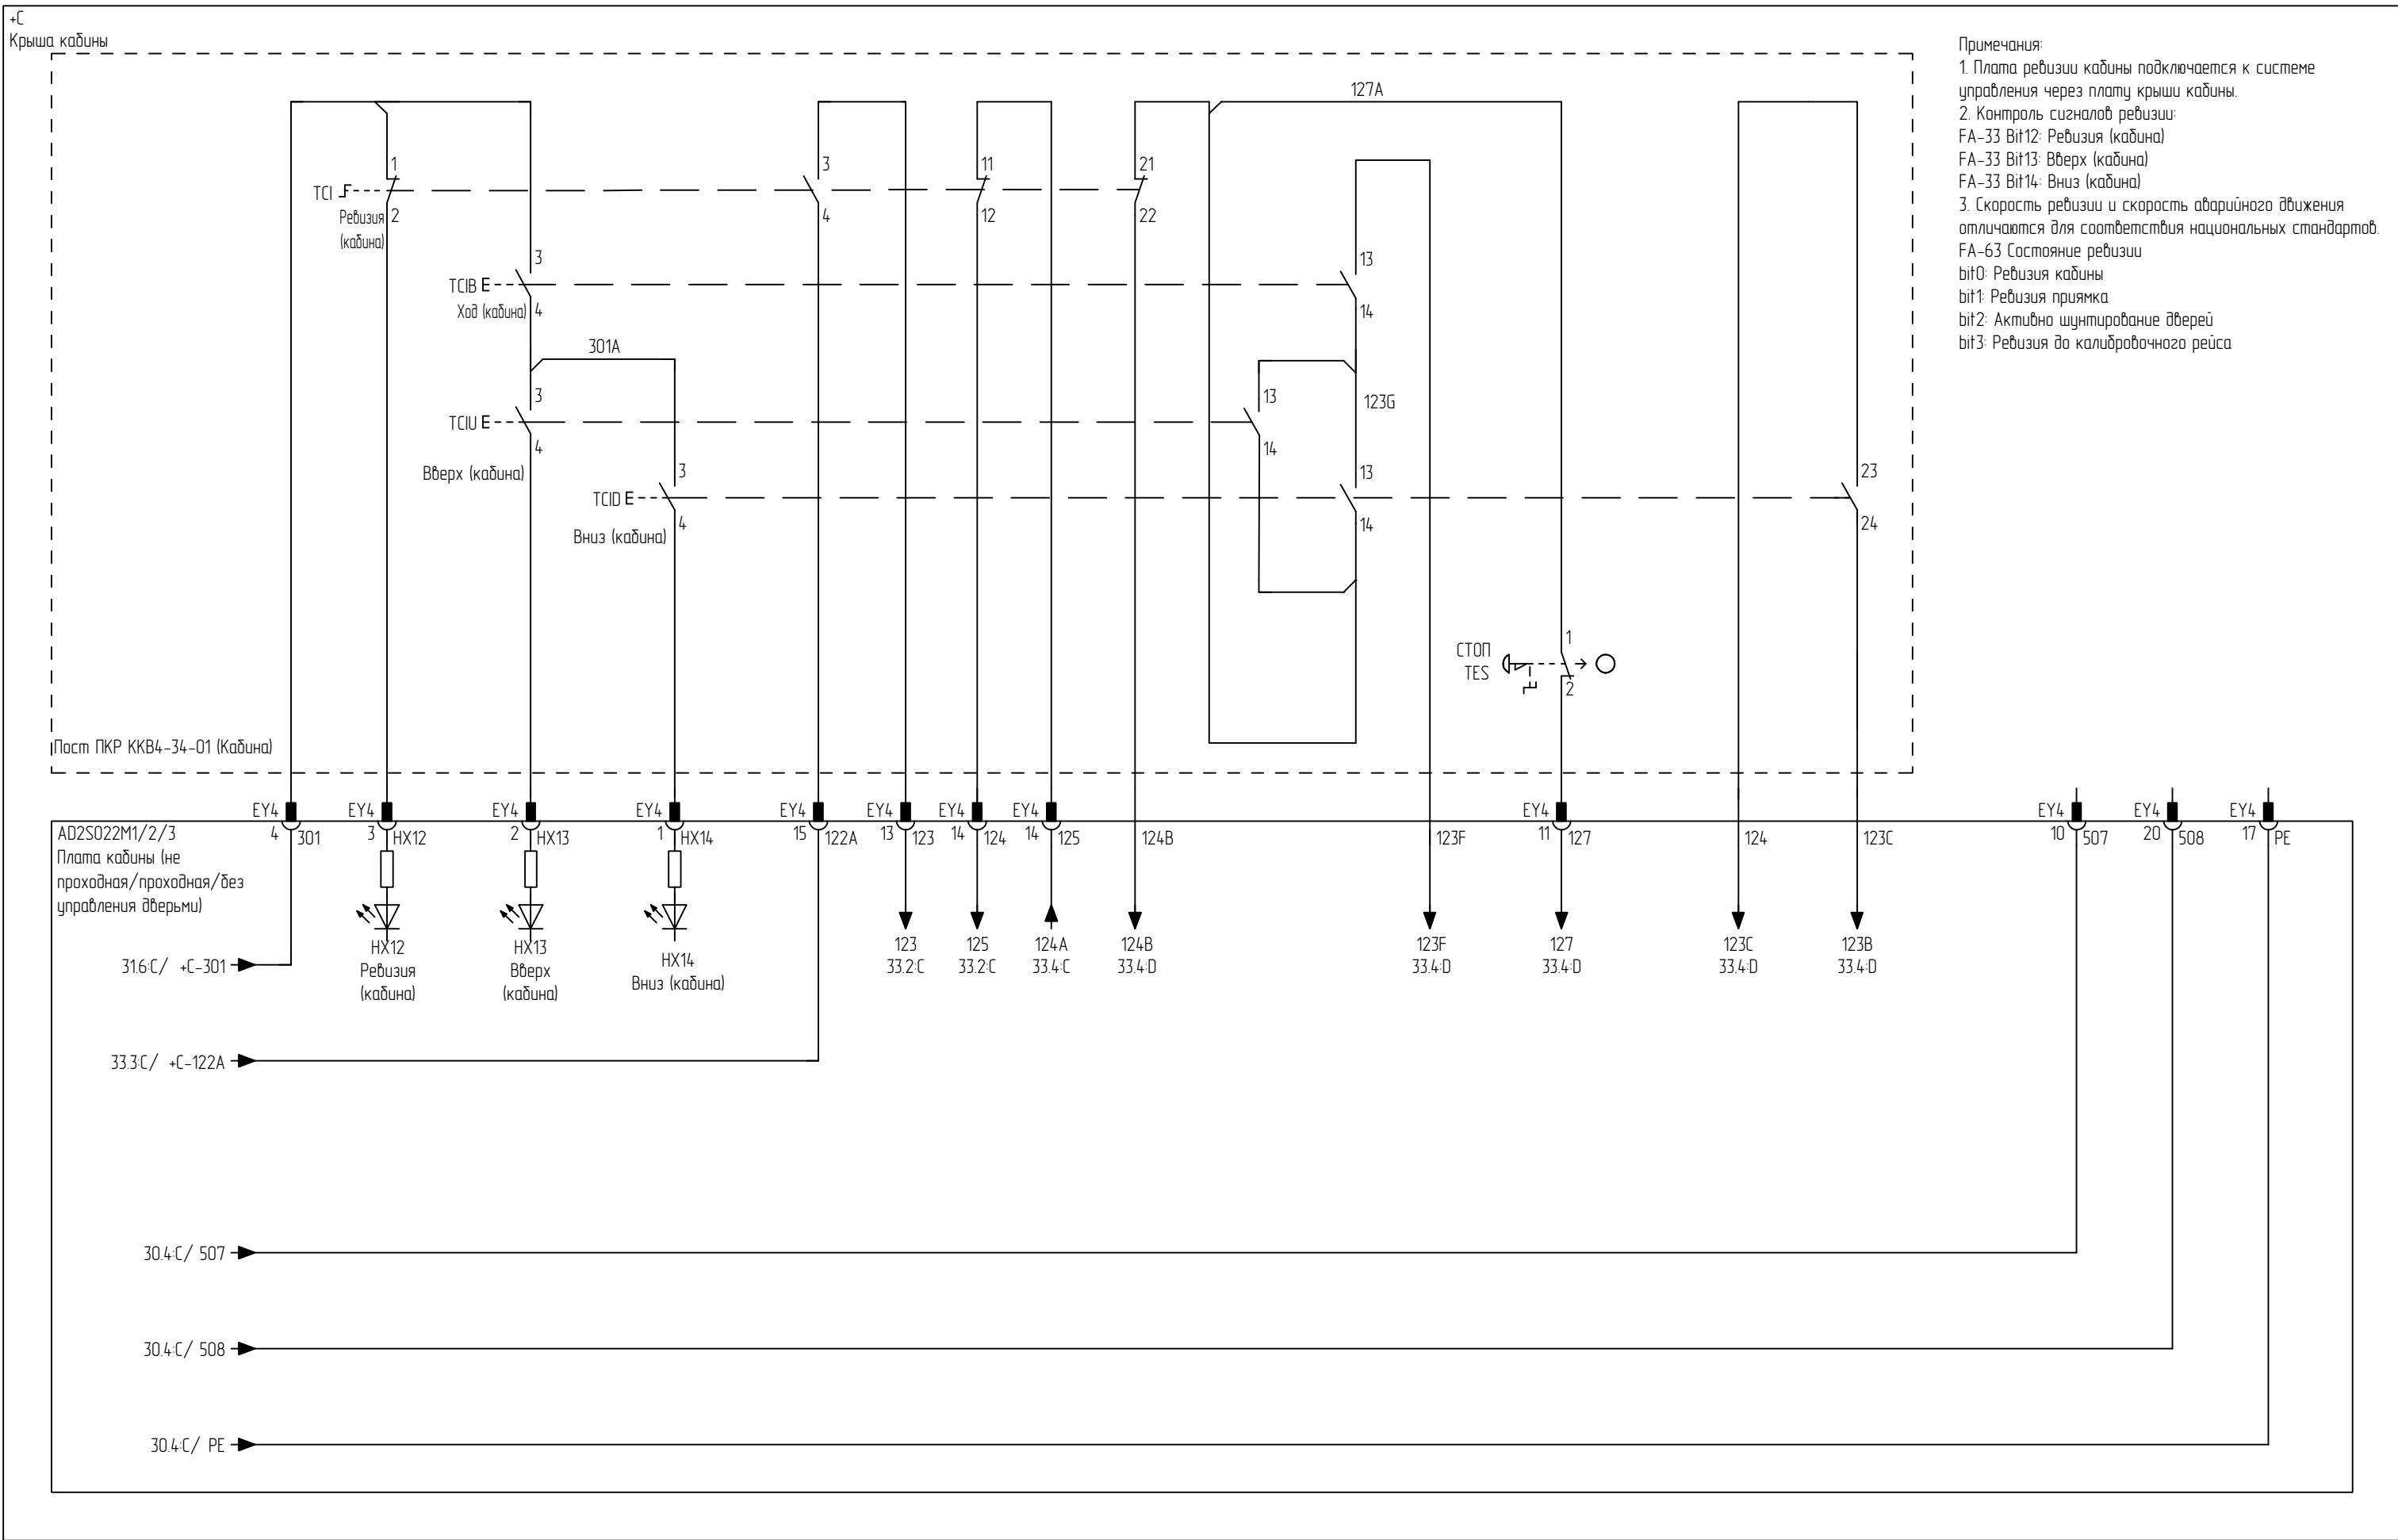 +C
Крыша кабины
Примечания:
1. Плата ревизии кабины подключается к системе
управления через плату крыши кабины.
2. Контроль сигналов ревизии:
FA-33 Bit12: Ревизия (кабина)
FA-33 Bit13: Вверх (кабина)
FA-33 Bit14: Вниз (кабина)
3. Скорость ревизии и скорость аварийного движения
отличаются для соответствия национальных стандартов.
FA-63 Состояние ревизии
bit0: Ревизия кабины
bit1: Ревизия приямка
bit2: Активно шунтирование дверей
bit3: Ревизия до калибровочного рейса
127A
1 3 11 21
TCI
Ревизия 2 4 12 22
(кабина)
3 13
TCIB
Ход (кабина) 4 14
301A
3 13 123G
TCIU
4 14
Вверх (кабина)
3 13 23
TCID
4 14 24
Вниз (кабина)
СТОП 1
TES 2
Пост ПКР ККВ4-34-01 (Кабина)
EY4 EY4 EY4 EY4 EY4 EY4 EY4 EY4 EY4 EY4 EY4 EY4
4 301 3 HX12 2 HX13 1 HX14 15 122A 13 123 14 124 14 125 124B 123F 11 127 124 123C 10 507 20 508 17 PE
AD2S022M1/2/3
Плата кабины (не
проходная/проходная/без
управления дверьми)
HX12
Ревизия
(кабина)
HX13
Вверх
(кабина)
HX14
Вниз (кабина)
123 125 124A 124B 123F 127 123C 123B
33.2:C 33.2:C 33.4:C 33.4:D 33.4:D 33.4:D 33.4:D 33.4:D
31.6:C/ +C-301
33.3:C/ +C-122A
30.4:C/ 507
30.4:C/ 508
30.4:C/ PE